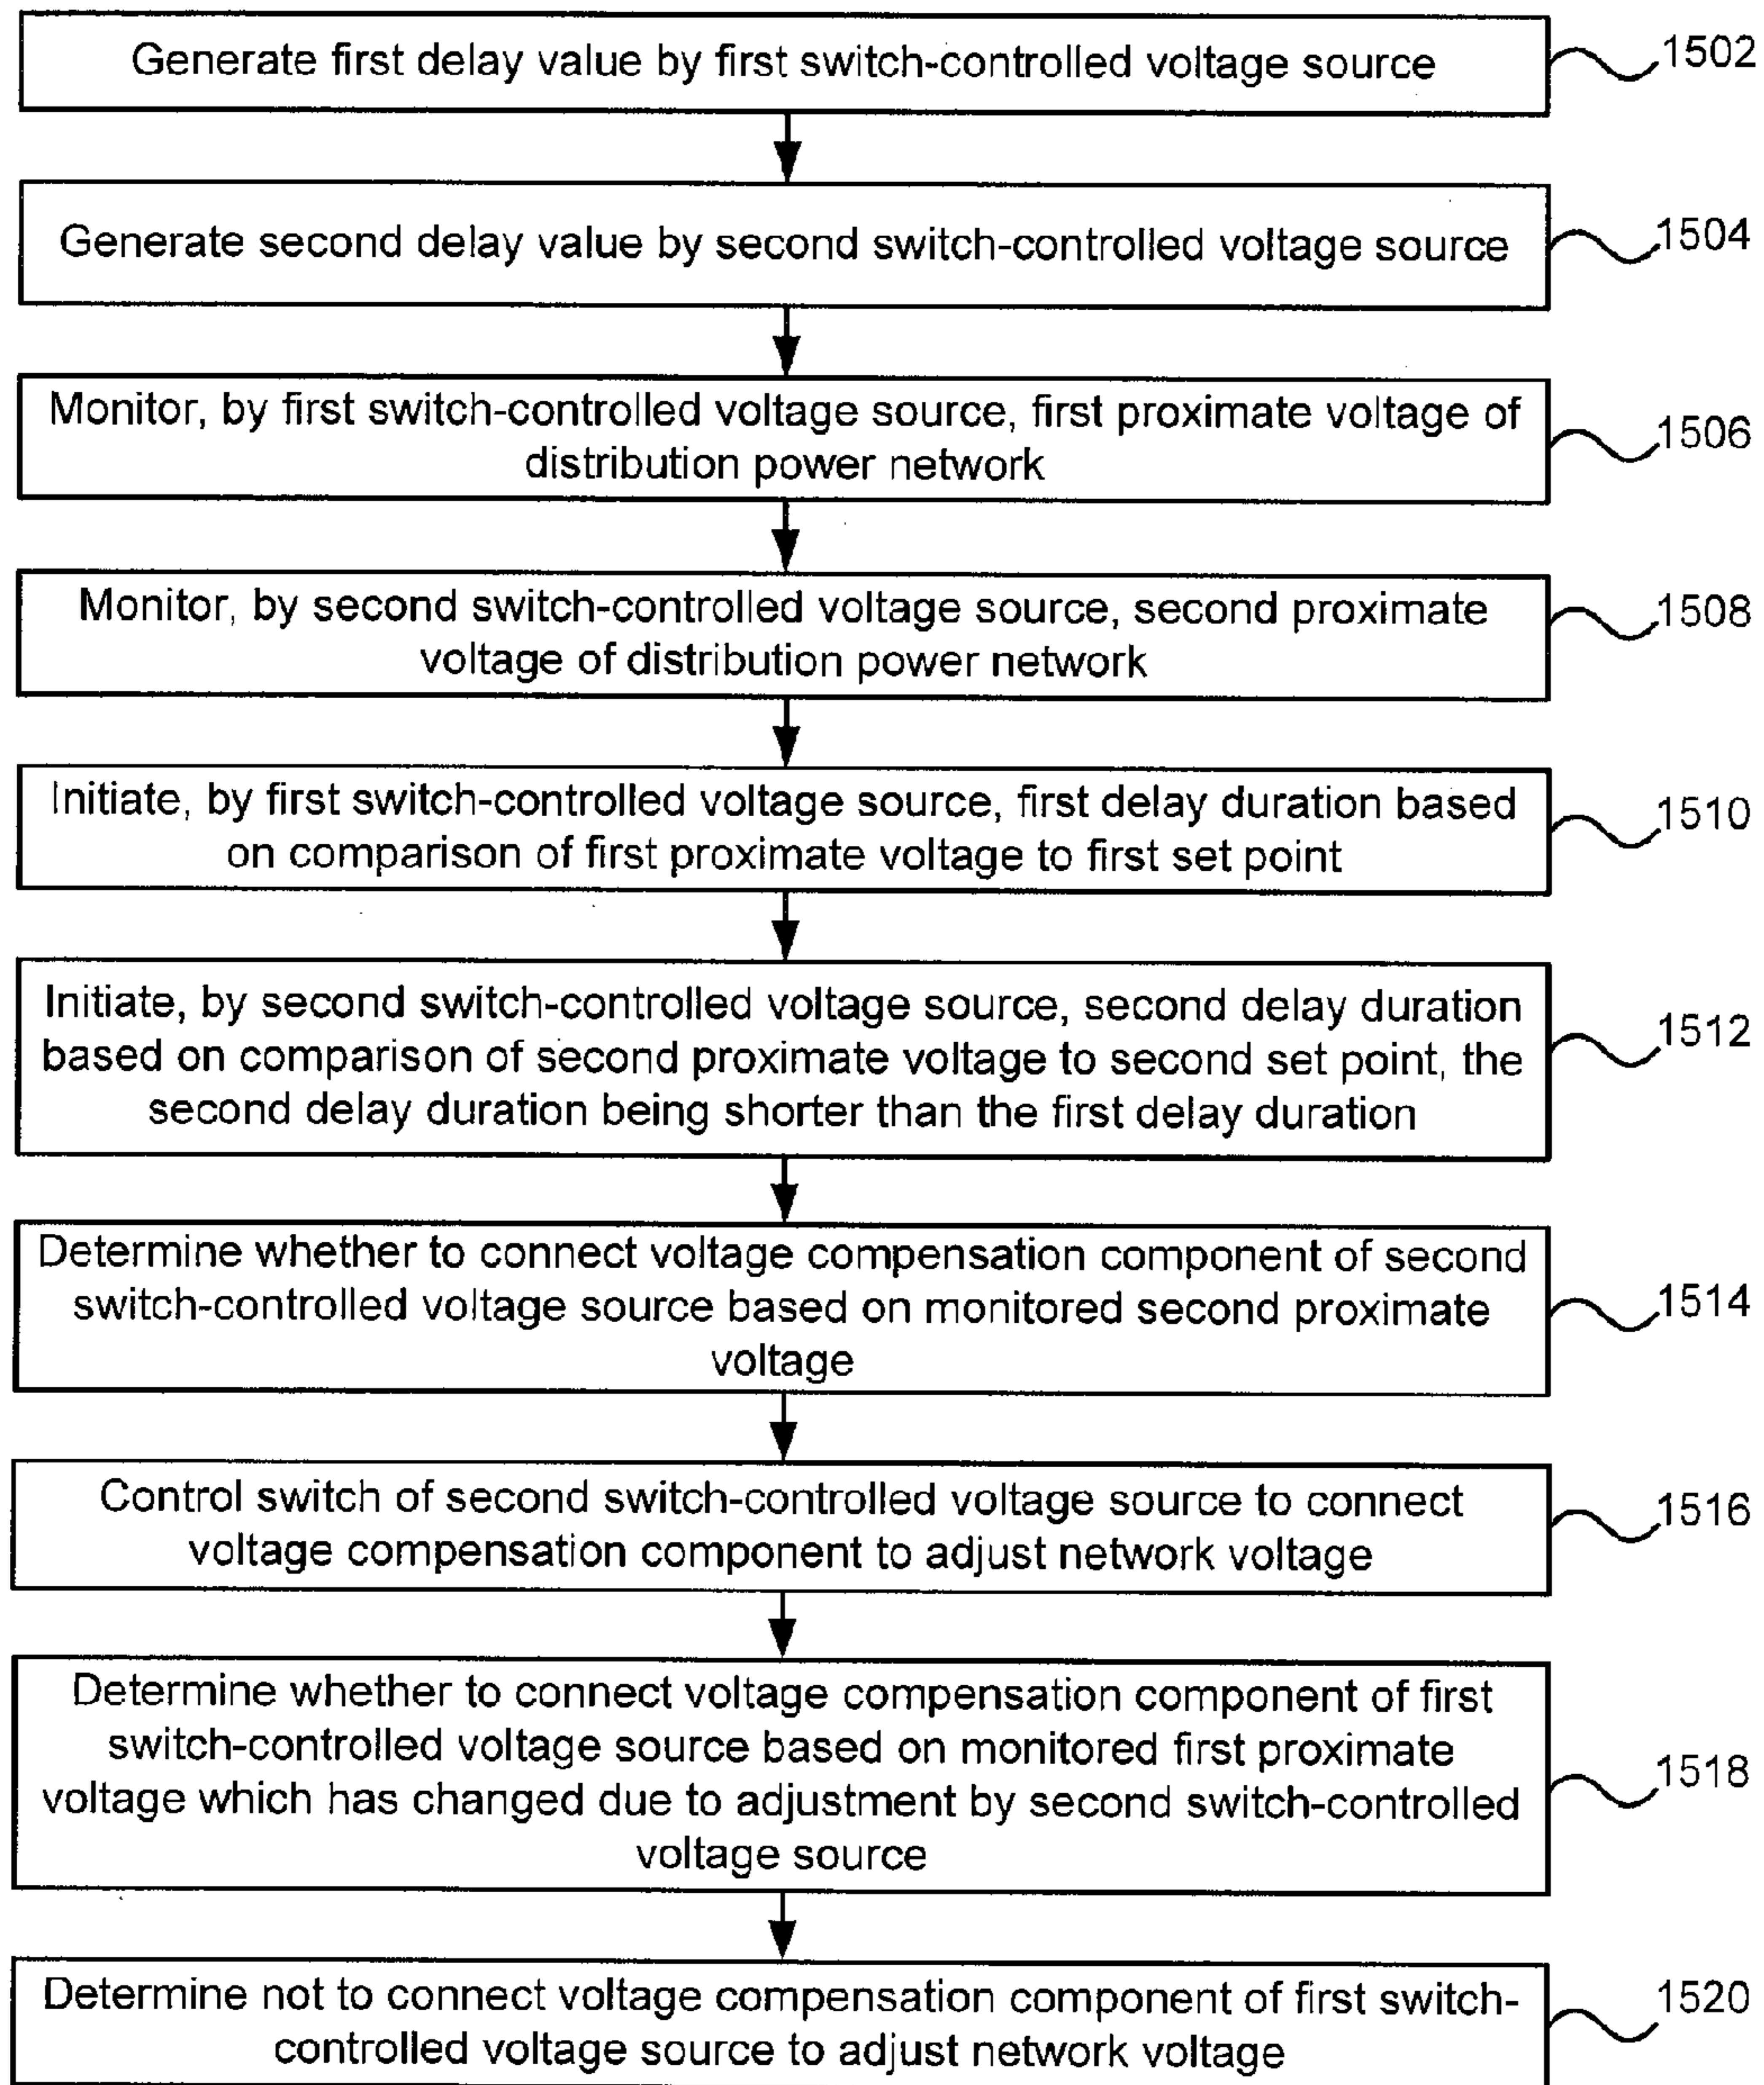 Generate first delay value by first switch-controlled voltage source
1502
Generate second delay value by second switch-controlled voltage source
1504
Monitor, by first switch-controlled voltage source, first proximate voltage of
distribution power network
1506
Monitor, by second switch-controlled voltage source, second proximate
voltage of distribution power network
1508
Initiate, by first switch-controlled voltage source, first delay duration based
on comparison of first proximate voltage to first set point
1510
Initiate, by second switch-controlled voltage source, second delay duration
based on comparison of second proximate voltage to second set point, the
second delay duration being shorter than the first delay duration
1512
Determine whether to connect voltage compensation component of second
switch-controlled voltage source based on monitored second proximate
voltage
1514
Control switch of second switch-controlled voltage source to connect
voltage compensation component to adjust network voltage
1516
Determine whether to connect voltage compensation component of first
switch-controlled voltage source based on monitored first proximate
voltage which has changed due to adjustment by second switch-controlled
voltage source
1518
Determine not to connect voltage compensation component of first switch-
controlled voltage source to adjust network voltage
1520